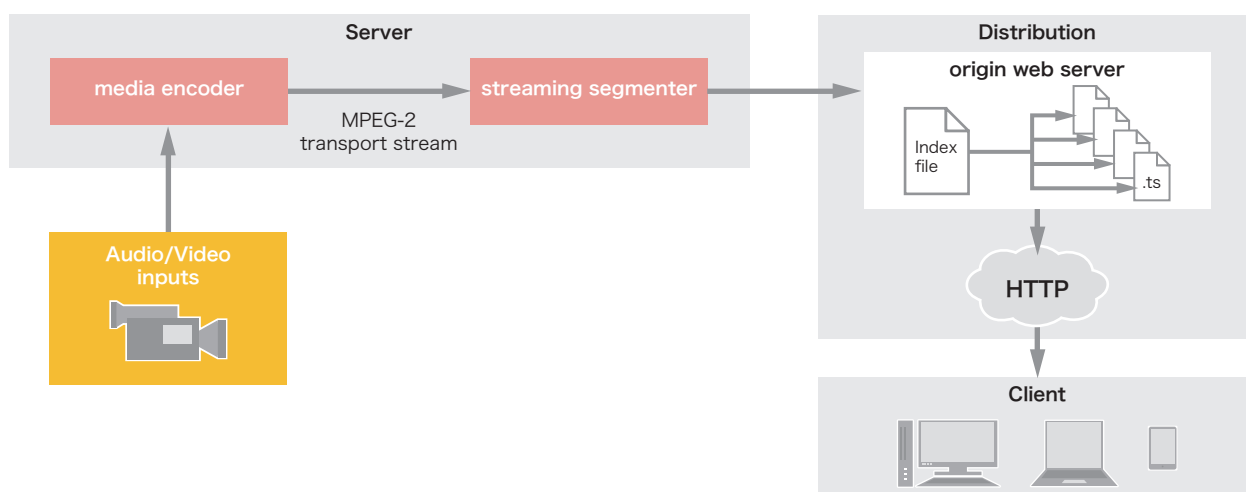 Server
media encoder
MPEG-2
transport stream
streaming segmenter
Audio/Video
inputs
Distribution
origin web server
Index
file
.ts
HTTP
Client